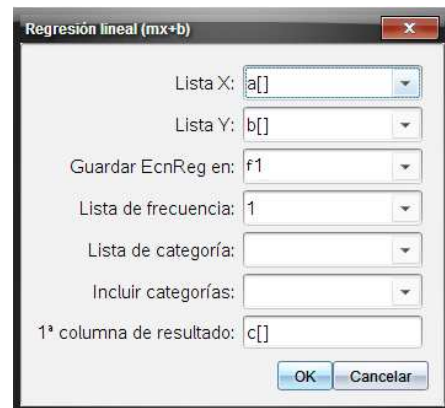 Regresión lineal (mx+b)
Lista X: a[]
Lista Y: b[]
Guardar EcnReg en: f1
Lista de frecuencia: 1
Lista de categoría:
Incluir categorías:
1ª columna de resultado: c[]
OK Cancelar